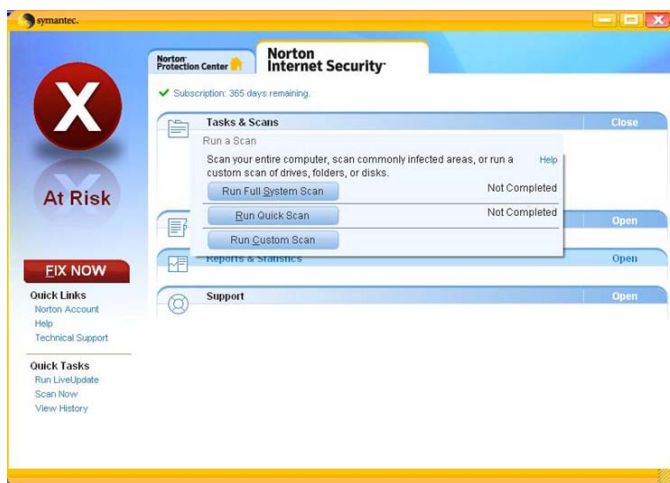 symantec.
Norton
Protection Center
Norton
Internet Security
Subscription: 365 days remaining.
X
At Risk
FIX NOW
Quick Links
Norton Account
Help
Technical Support
Quick Tasks
Run LiveUpdate
Scan Now
View History
Tasks & Scans Close
Run a Scan
Scan your entire computer, scan commonly infected areas, or run a Help
custom scan of drives, folders, or disks.
Run Full System Scan Not Completed
Run Quick Scan Not Completed
Run Custom Scan
Open
Reports & Statistics Open
Support Open